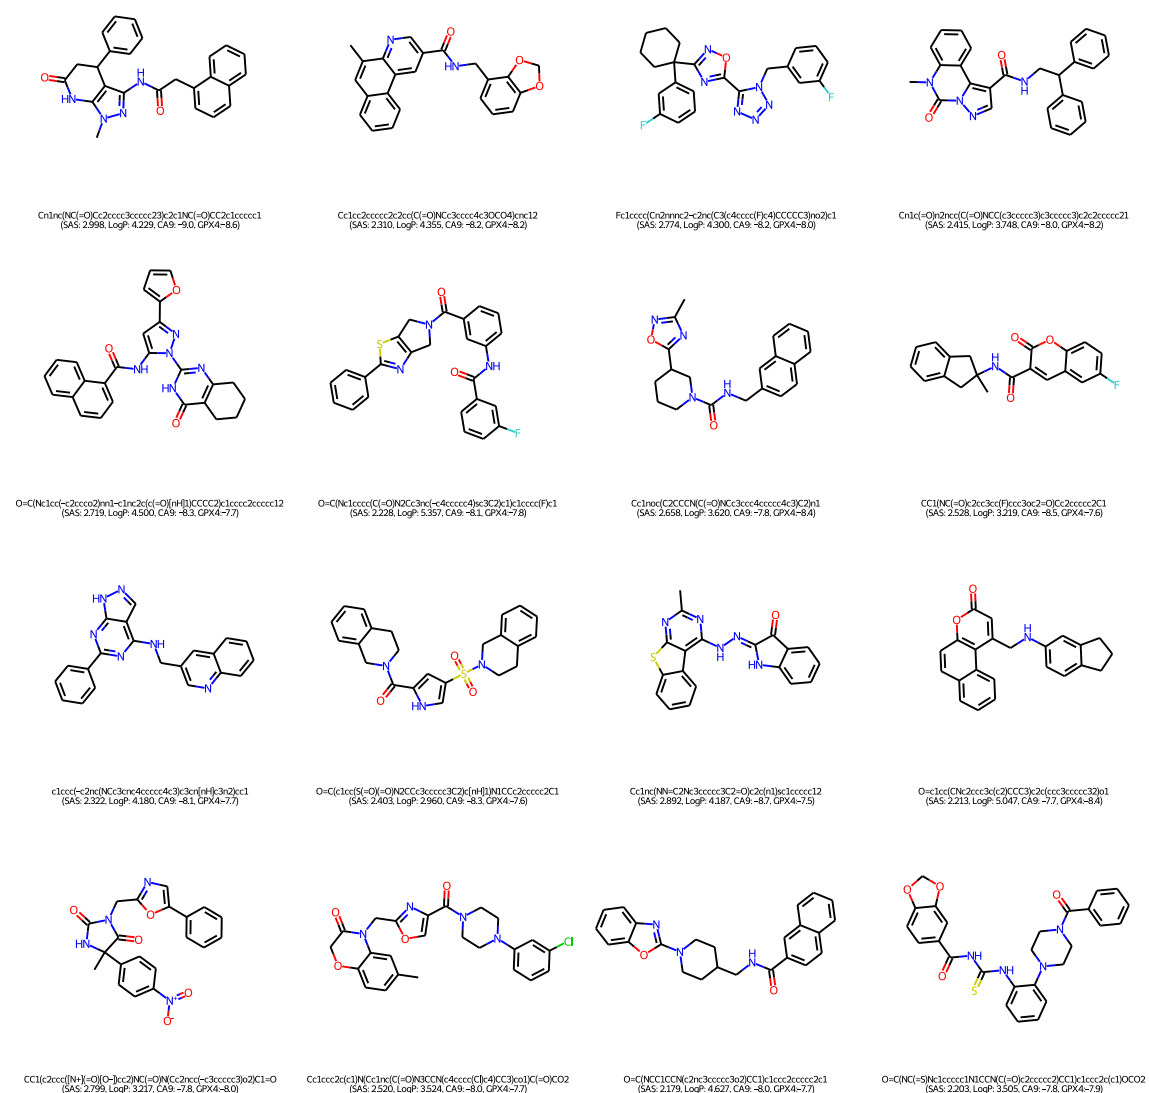 Cn1nc(NC(=O)Cc2cccc3ccccc23)c2c1NC(=O)CC2c1ccccc1
(SAS: 2.998, LogP: 4.229, CA9: −9.0, GPX4:−8.6)
Cc1cc2ccccc2c2cc(C(=O)NCc3cccc4c3OCO4)cnc12
(SAS: 2.310, LogP: 4.355, CA9: −8.2, GPX4:−8.2)
Fc1cccc(Cn2nnnc2−c2nc(C3(c4cccc(F)c4)CCCCC3)no2)c1
(SAS: 2.774, LogP: 4.300, CA9: −8.2, GPX4:−8.0)
Cn1c(=O)n2ncc(C(=O)NCC(c3ccccc3)c3ccccc3)c2c2ccccc21
(SAS: 2.415, LogP: 3.748, CA9: −8.0, GPX4:−8.2)
O=C(Nc1cc(−c2ccco2)nn1−c1nc2c(c(=O)[nH]1)CCCC2)c1cccc2ccccc12
(SAS: 2.719, LogP: 4.500, CA9: −8.3, GPX4:−7.7)
O=C(Nc1cccc(C(=O)N2Cc3nc(−c4ccccc4)sc3C2)c1)c1cccc(F)c1
(SAS: 2.228, LogP: 5.357, CA9: −8.1, GPX4:−7.8)
Cc1noc(C2CCCN(C(=O)NCc3ccc4ccccc4c3)C2)n1
(SAS: 2.658, LogP: 3.620, CA9: −7.8, GPX4:−8.4)
CC1(NC(=O)c2cc3cc(F)ccc3oc2=O)Cc2ccccc2C1
(SAS: 2.528, LogP: 3.219, CA9: −8.5, GPX4:−7.6)
c1ccc(−c2nc(NCc3cnc4ccccc4c3)c3cn[nH]c3n2)cc1
(SAS: 2.322, LogP: 4.180, CA9: −8.1, GPX4:−7.7)
O=C(c1cc(S(=O)(=O)N2CCc3ccccc3C2)c[nH]1)N1CCc2ccccc2C1
(SAS: 2.403, LogP: 2.960, CA9: −8.3, GPX4:−7.6)
Cc1nc(NN=C2Nc3ccccc3C2=O)c2c(n1)sc1ccccc12
(SAS: 2.892, LogP: 4.187, CA9: −8.7, GPX4:−7.5)
O=c1cc(CNc2ccc3c(c2)CCC3)c2c(ccc3ccccc32)o1
(SAS: 2.213, LogP: 5.047, CA9: −7.7, GPX4:−8.4)
CC1(c2ccc([N+](=O)[O−])cc2)NC(=O)N(Cc2ncc(−c3ccccc3)o2)C1=O
(SAS: 2.799, LogP: 3.217, CA9: −7.8, GPX4:−8.0)
Cc1ccc2c(c1)N(Cc1nc(C(=O)N3CCN(c4cccc(Cl)c4)CC3)co1)C(=O)CO2
(SAS: 2.520, LogP: 3.524, CA9: −8.0, GPX4:−7.7)
O=C(NCC1CCN(c2nc3ccccc3o2)CC1)c1ccc2ccccc2c1
(SAS: 2.179, LogP: 4.627, CA9: −8.0, GPX4:−7.7)
O=C(NC(=S)Nc1ccccc1N1CCN(C(=O)c2ccccc2)CC1)c1ccc2c(c1)OCO2
(SAS: 2.203, LogP: 3.505, CA9: −7.8, GPX4:−7.9)